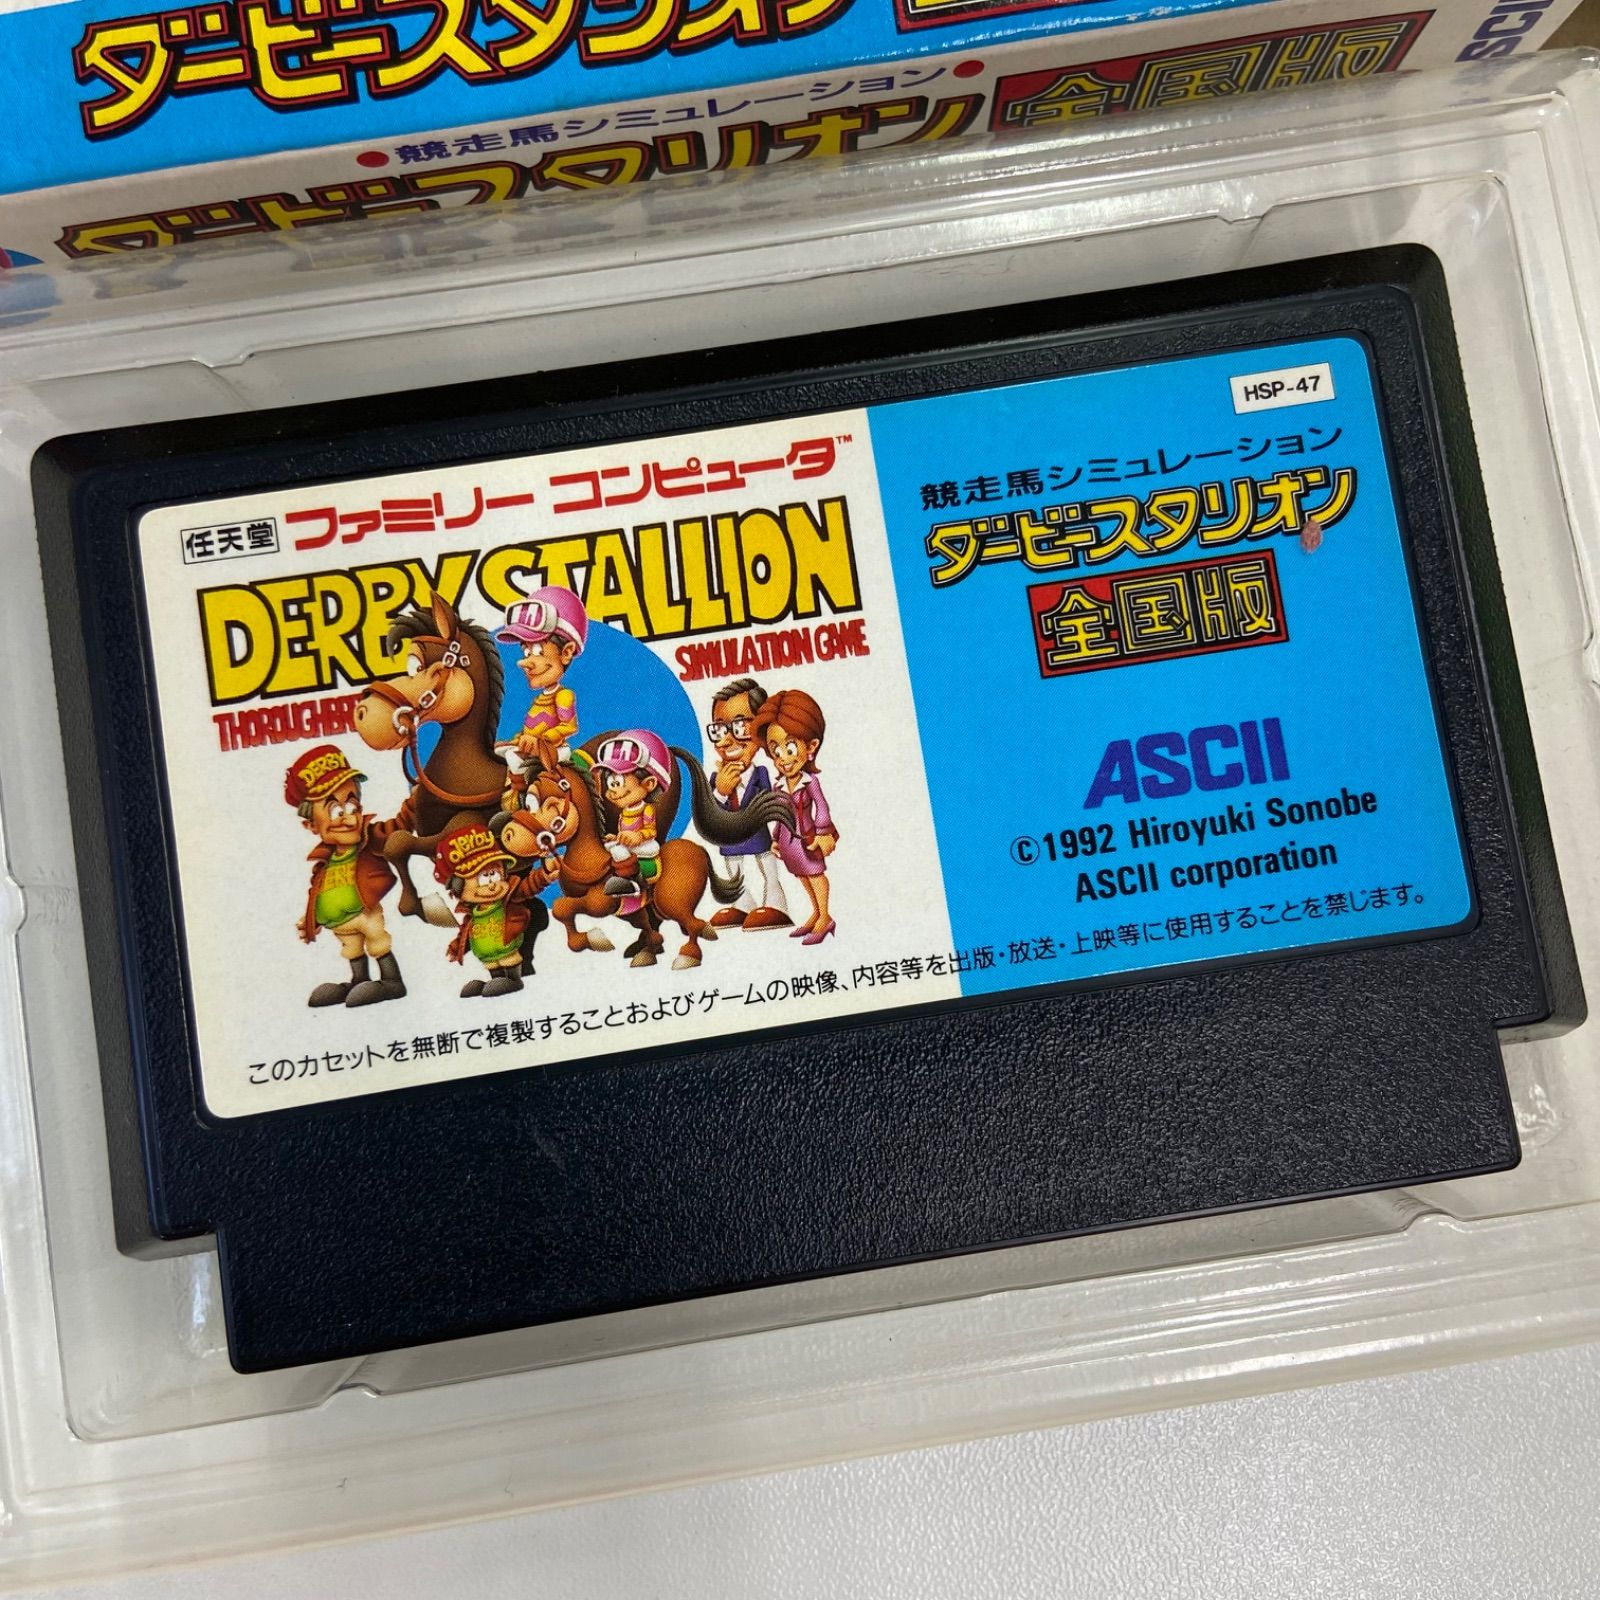 ダービースタリオン
ASCII
●競走馬シミュレーション●
ダービースタリオン 全国版
HSP-47
任天堂 ファミリー コンピュータ™
DERBY STALLION
SIMULATION GAME
DERBY
derby
競走馬シミュレーション
ダービースタリオン
全国版
ASCII
©1992 Hiroyuki Sonobe
ASCII corporation
このカセットを無断で複製することおよびゲームの映像、内容等を出版・放送・上映等に使用することを禁じます。